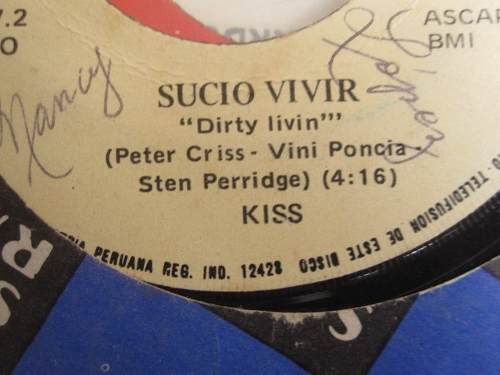 7.2
O
ASCAP
BMI
Nancy
López
SUCIO VIVIR
"Dirty livin'"
(Peter Criss - Vini Poncia -
Sten Perridge) (4:16)
KISS
PERUANA REG. IND. 12428
O. TELEDIFUSION DE ESTE DISCO